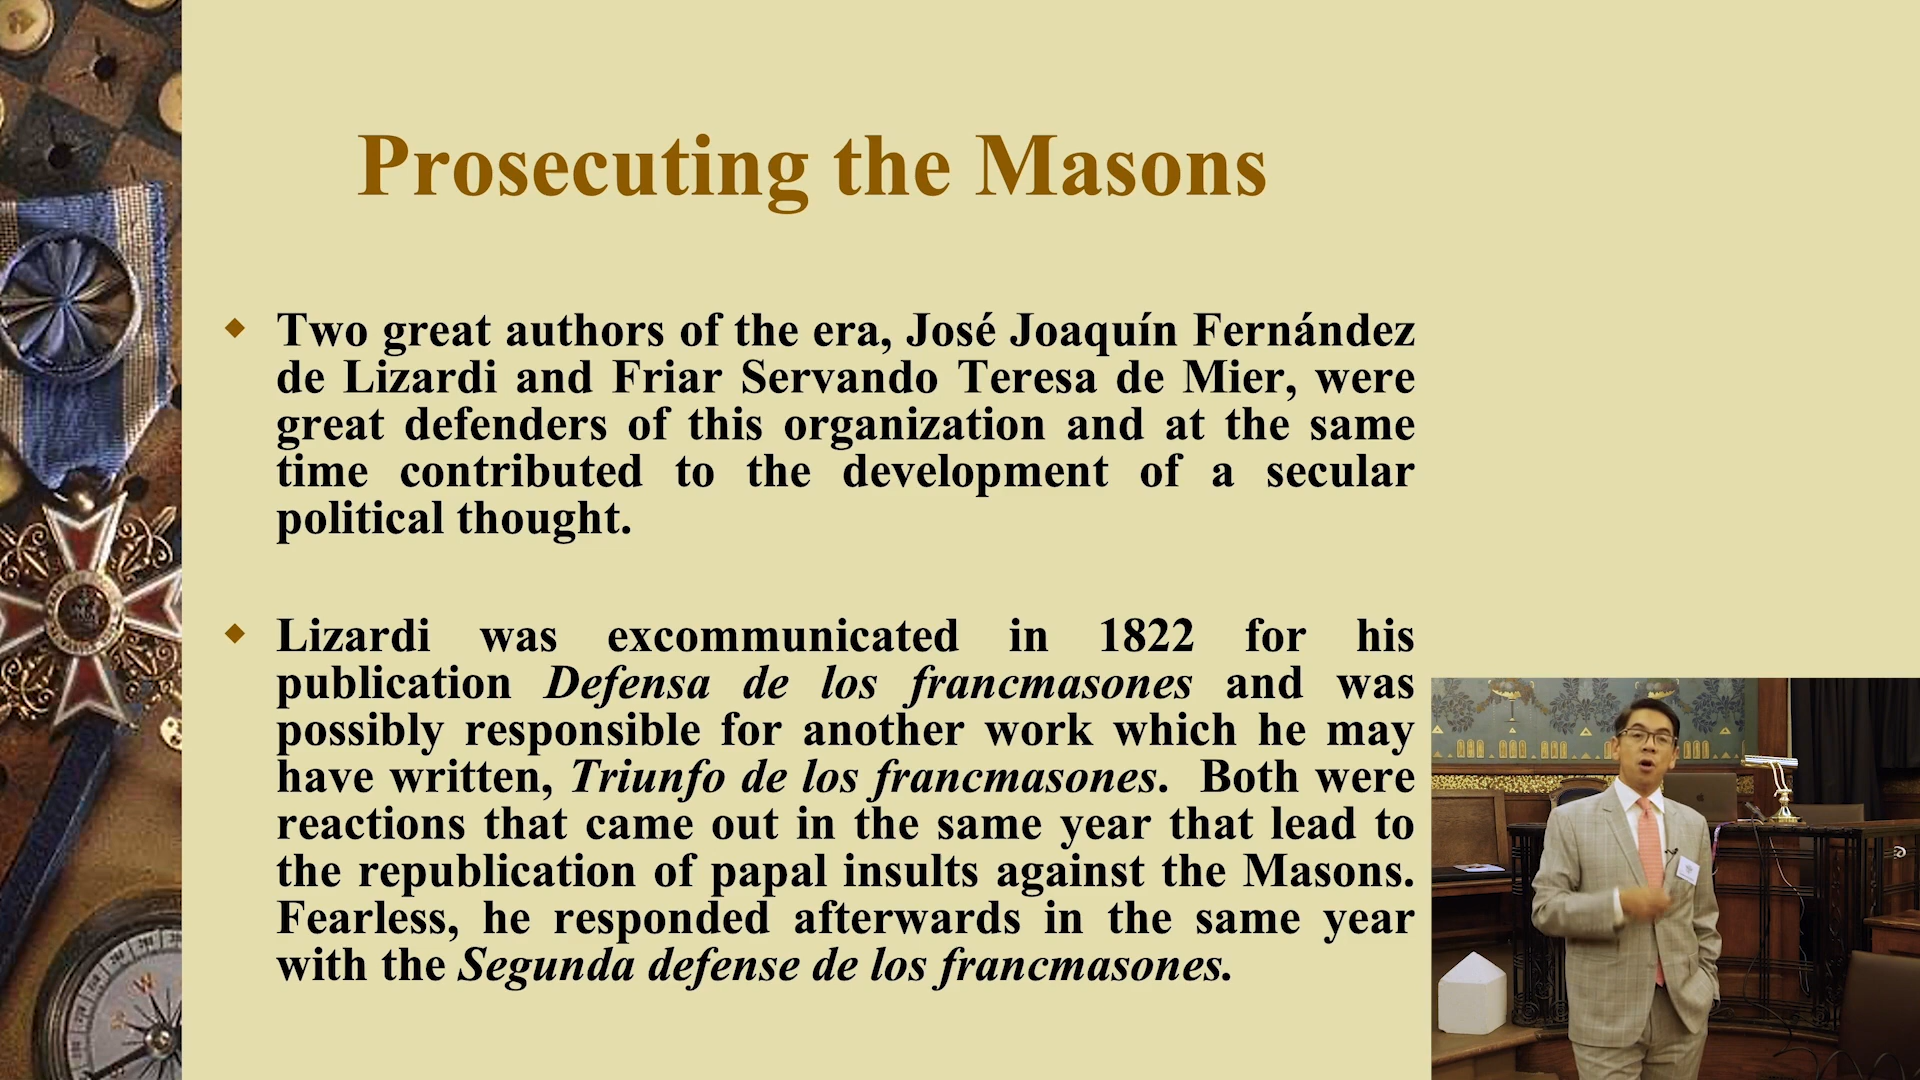 Prosecuting the Masons
Two great authors of the era, José Joaquín Fernández
de Lizardi and Friar Servando Teresa de Mier, were
great defenders of this organization and at the same
time contributed to the development of a secular
political thought.
Lizardi was excommunicated in 1822 for his
publication Defensa de los francmasones and was
possibly responsible for another work which he may
have written, Triunfo de los francmasones. Both were
reactions that came out in the same year that lead to
the republication of papal insults against the Masons.
Fearless, he responded afterwards in the same year
with the Segunda defense de los francmasones.